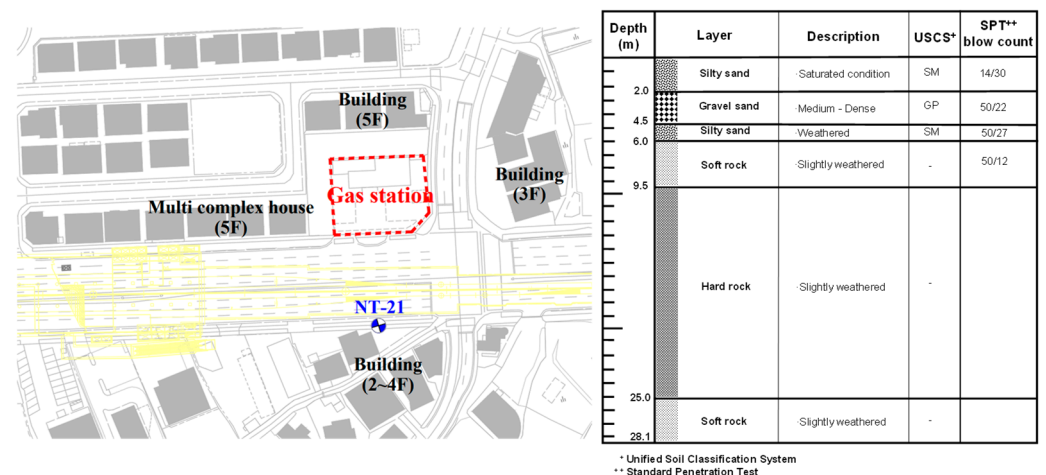 Building
(5F)
Gas station
Building
(3F)
Multi complex house
(5F)
NT-21
Building
(2~4F)
Depth
(m)
Layer
Description
USCS+
SPT++
blow count
Silty sand
·Saturated condition
SM
14/30
2.0
Gravel sand
·Medium - Dense
GP
50/22
4.5
Silty sand
·Weathered
SM
50/27
6.0
Soft rock
·Slightly weathered
-
50/12
9.5
Hard rock
·Slightly weathered
-
25.0
Soft rock
·Slightly weathered
-
28.1
+ Unified Soil Classification System
++ Standard Penetration Test